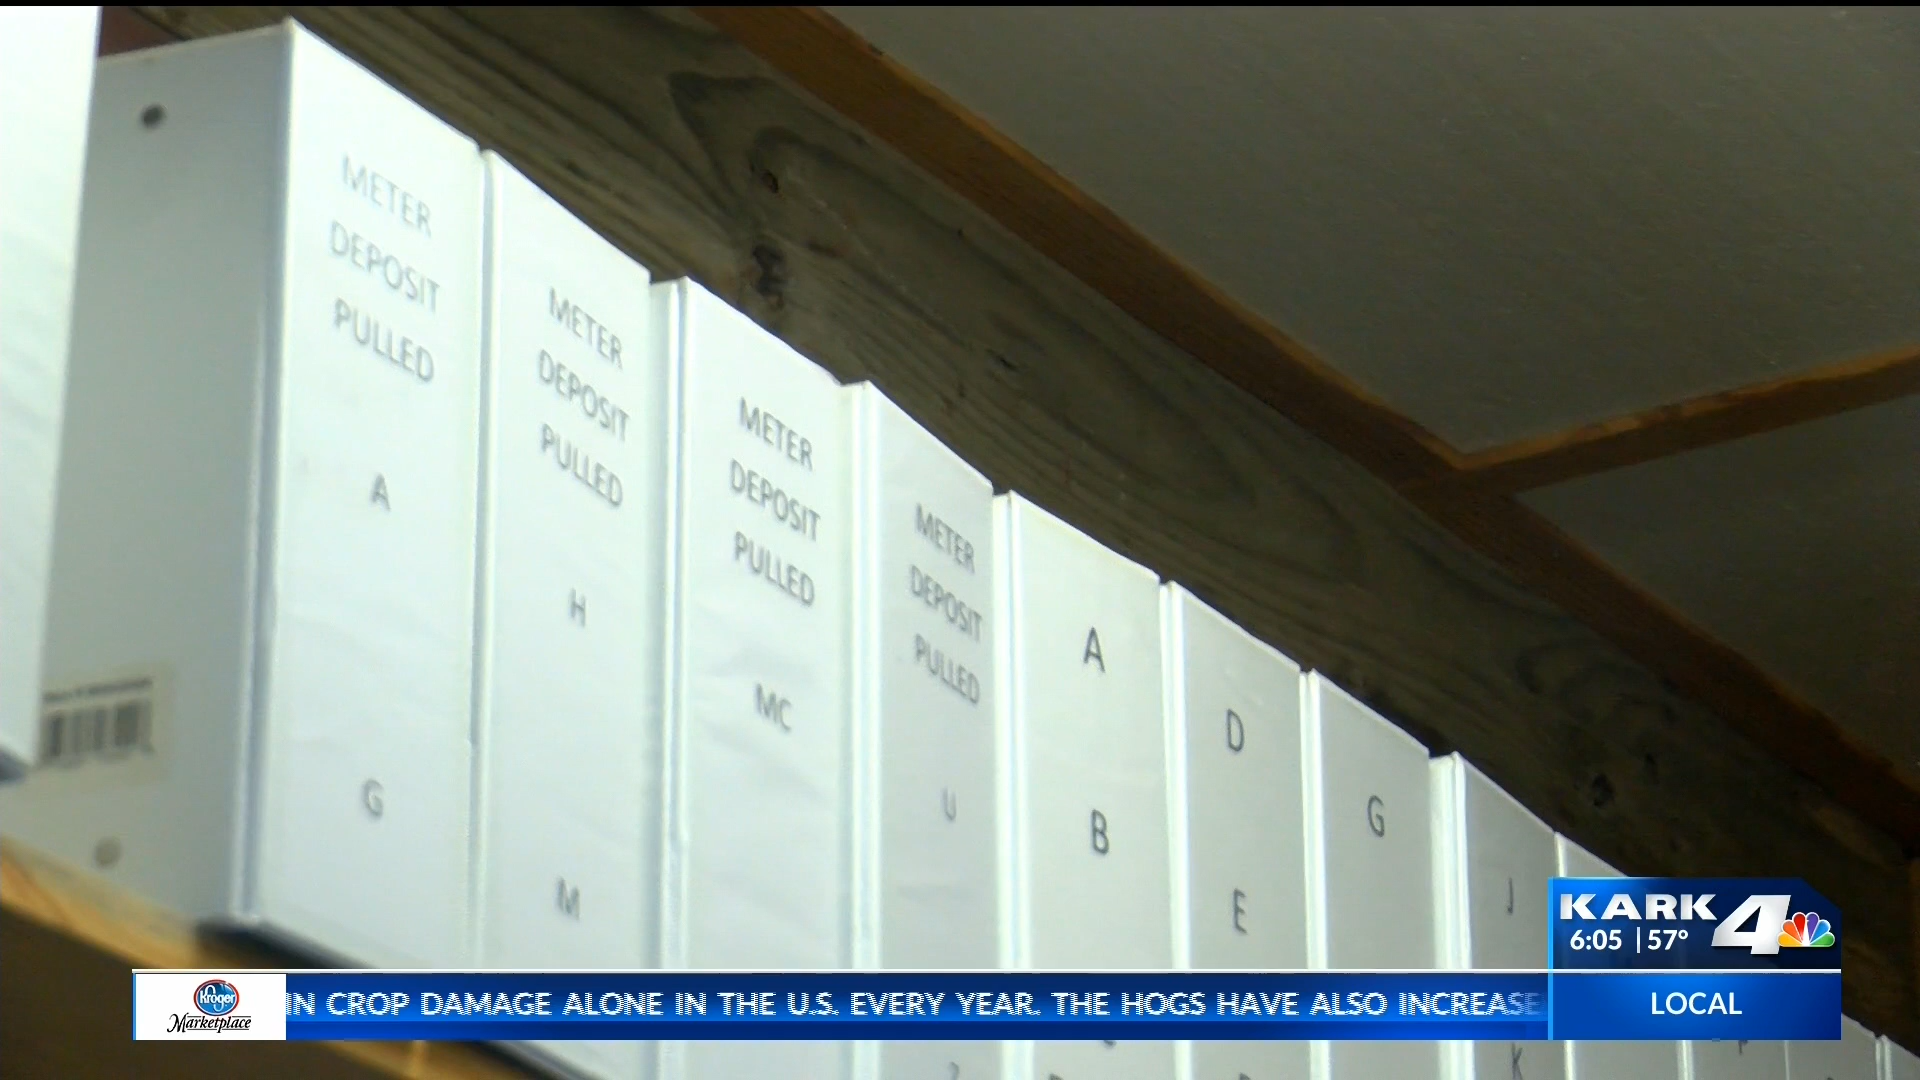 METER
DEPOSIT
PULLED
A
G
METER
DEPOSIT
PULLED
H
M
METER
DEPOSIT
PULLED
MC
METER
DEPOSIT
PULLED
U
A
B
D
E
G
J
K
KARK 4
6:05 | 57°
Kroger
Marketplace
IN CROP DAMAGE ALONE IN THE U.S. EVERY YEAR. THE HOGS HAVE ALSO INCREASE
LOCAL